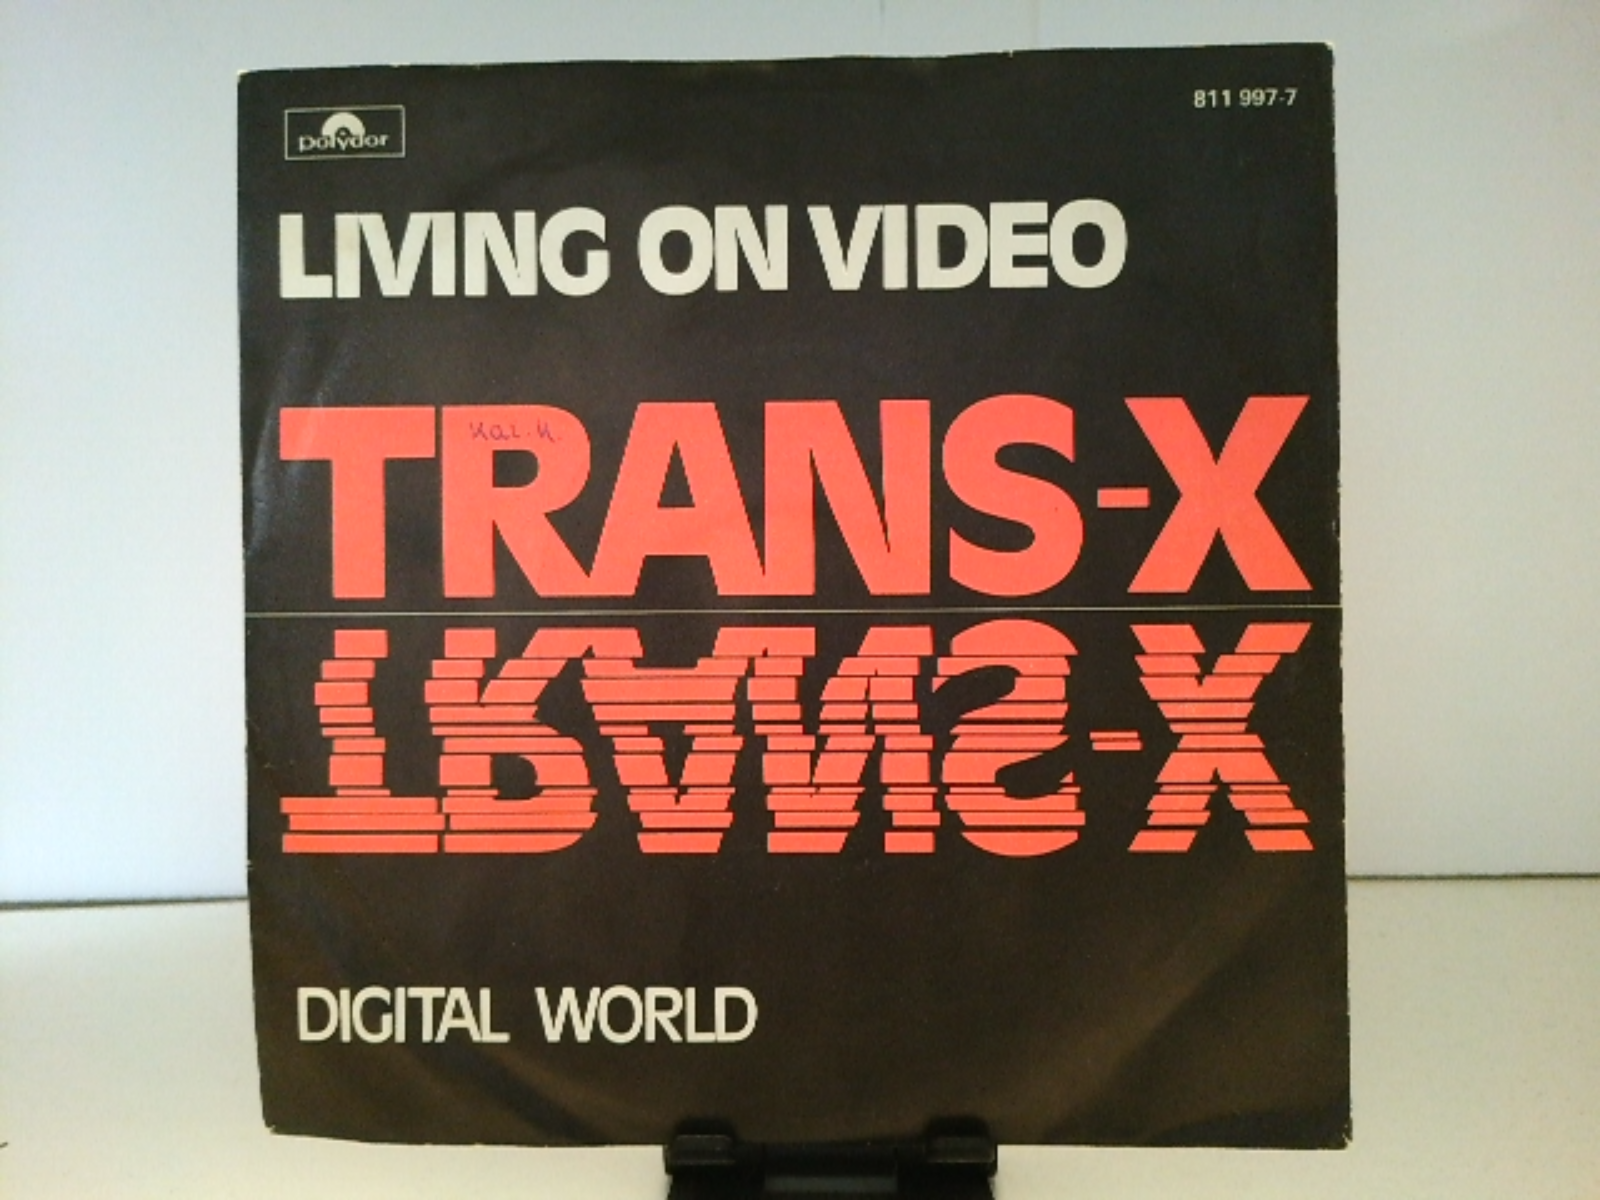 polydor
811 997-7
LIVING ON VIDEO
TRANS-X
TRANS-X
DIGITAL WORLD